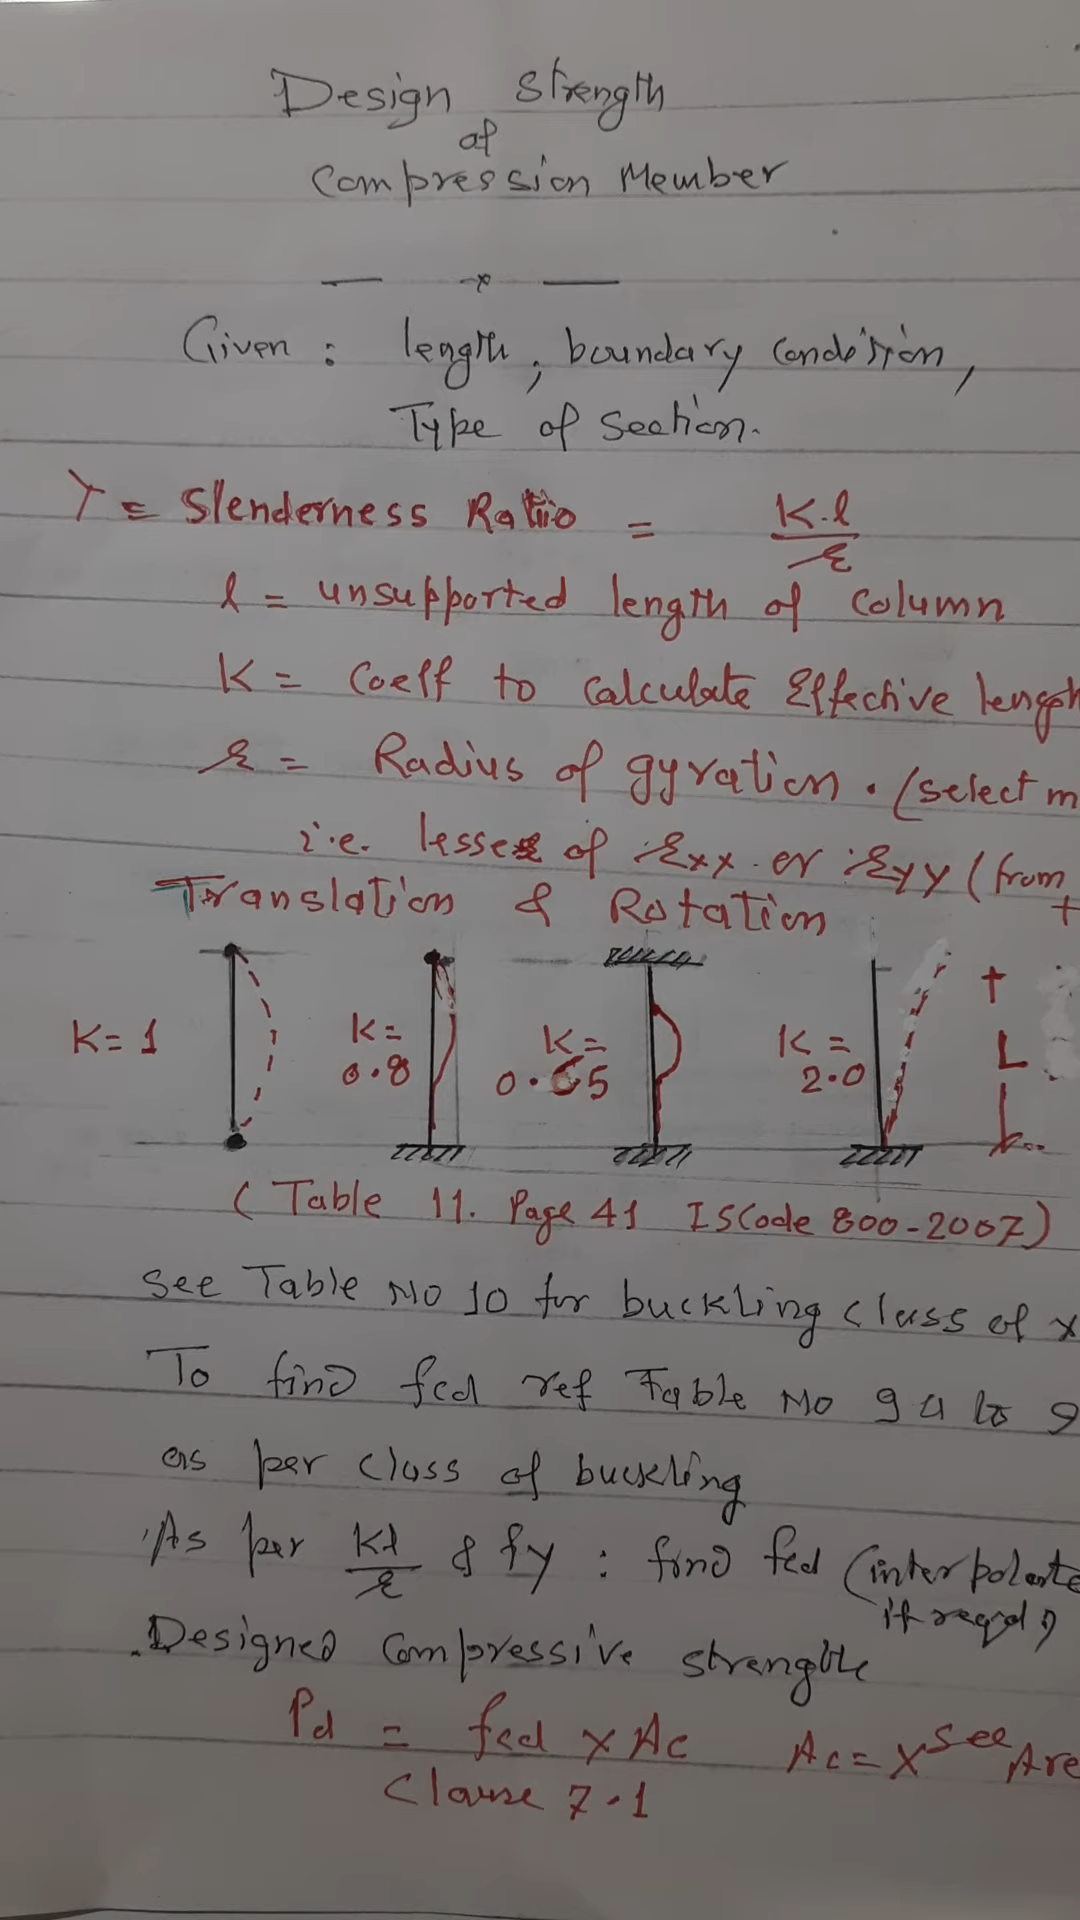 Design Strength
of
Compression Member
Given : length, boundary Condition,
Type of Section.
λ = Slenderness Ratio = K.l / r
l = unsupported length of Column
K = Coeff to Calculate Effective length
r = Radius of gyration. (select m
i.e. lesser of rxx or ryy (from
Translation & Rotation
K = 1
K = 0.8
K = 0.65
K = 2.0
(Table 11. Page 41 IS Code 800-2007)
See Table No 10 for buckling class of x
To find fcd ref Table No 9a to 9
as per class of buckling
As per Kl / r & fy : find fcd (interpolate
if reqd)
Designed Compressive strength
Pd = fcd x Ac Ac = x sec Are
Clause 7.1